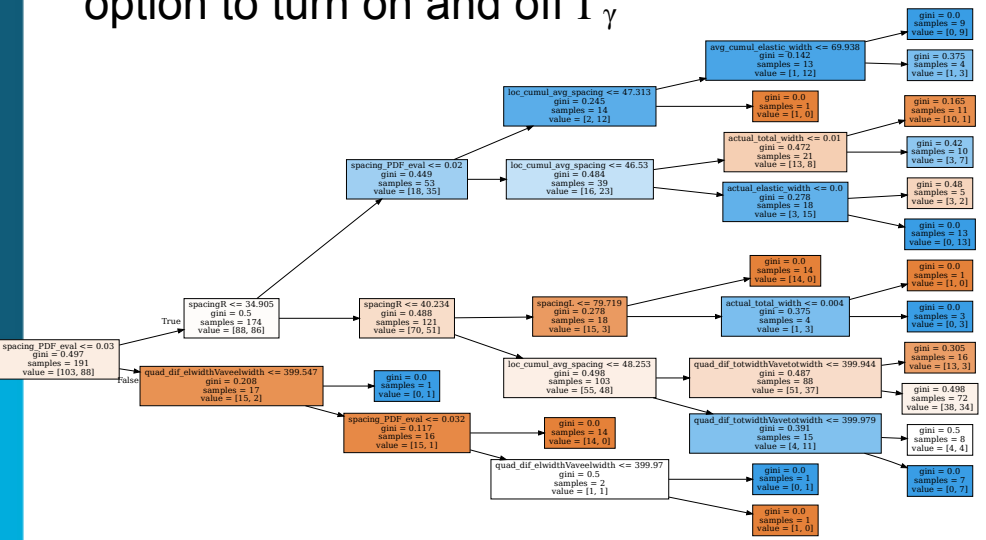 option to turn on and off Γ γ
gini = 0.0
samples = 9
value = [0, 9]
avg_cumul_elastic_width <= 69.938
gini = 0.142
samples = 13
value = [1, 12]
gini = 0.375
samples = 4
value = [1, 3]
loc_cumul_avg_spacing <= 47.313
gini = 0.245
samples = 14
value = [2, 12]
gini = 0.0
samples = 1
value = [1, 0]
gini = 0.165
samples = 11
value = [10, 1]
actual_total_width <= 0.01
gini = 0.472
samples = 21
value = [13, 8]
gini = 0.42
samples = 10
value = [3, 7]
spacing_PDF_eval <= 0.02
gini = 0.449
samples = 53
value = [18, 35]
loc_cumul_avg_spacing <= 46.53
gini = 0.484
samples = 39
value = [16, 23]
actual_elastic_width <= 0.0
gini = 0.278
samples = 18
value = [3, 15]
gini = 0.48
samples = 5
value = [3, 2]
gini = 0.0
samples = 13
value = [0, 13]
gini = 0.0
samples = 14
value = [14, 0]
gini = 0.0
samples = 1
value = [1, 0]
spacingR <= 34.905
gini = 0.5
samples = 174
value = [88, 86]
spacingR <= 40.234
gini = 0.488
samples = 121
value = [70, 51]
spacingL <= 79.719
gini = 0.278
samples = 18
value = [15, 3]
actual_total_width <= 0.004
gini = 0.375
samples = 4
value = [1, 3]
gini = 0.0
samples = 3
value = [0, 3]
True
spacing_PDF_eval <= 0.03
gini = 0.497
samples = 191
value = [103, 88]
False
quad_dif_elwidthVaveelwidth <= 399.547
gini = 0.208
samples = 17
value = [15, 2]
gini = 0.0
samples = 1
value = [0, 1]
loc_cumul_avg_spacing <= 48.253
gini = 0.498
samples = 103
value = [55, 48]
quad_dif_totwidthVavetotwidth <= 399.944
gini = 0.487
samples = 88
value = [51, 37]
gini = 0.305
samples = 16
value = [13, 3]
gini = 0.498
samples = 72
value = [38, 34]
spacing_PDF_eval <= 0.032
gini = 0.117
samples = 16
value = [15, 1]
gini = 0.0
samples = 14
value = [14, 0]
quad_dif_totwidthVavetotwidth <= 399.979
gini = 0.391
samples = 15
value = [4, 11]
gini = 0.5
samples = 8
value = [4, 4]
quad_dif_elwidthVaveelwidth <= 399.97
gini = 0.5
samples = 2
value = [1, 1]
gini = 0.0
samples = 1
value = [0, 1]
gini = 0.0
samples = 7
value = [0, 7]
gini = 0.0
samples = 1
value = [1, 0]